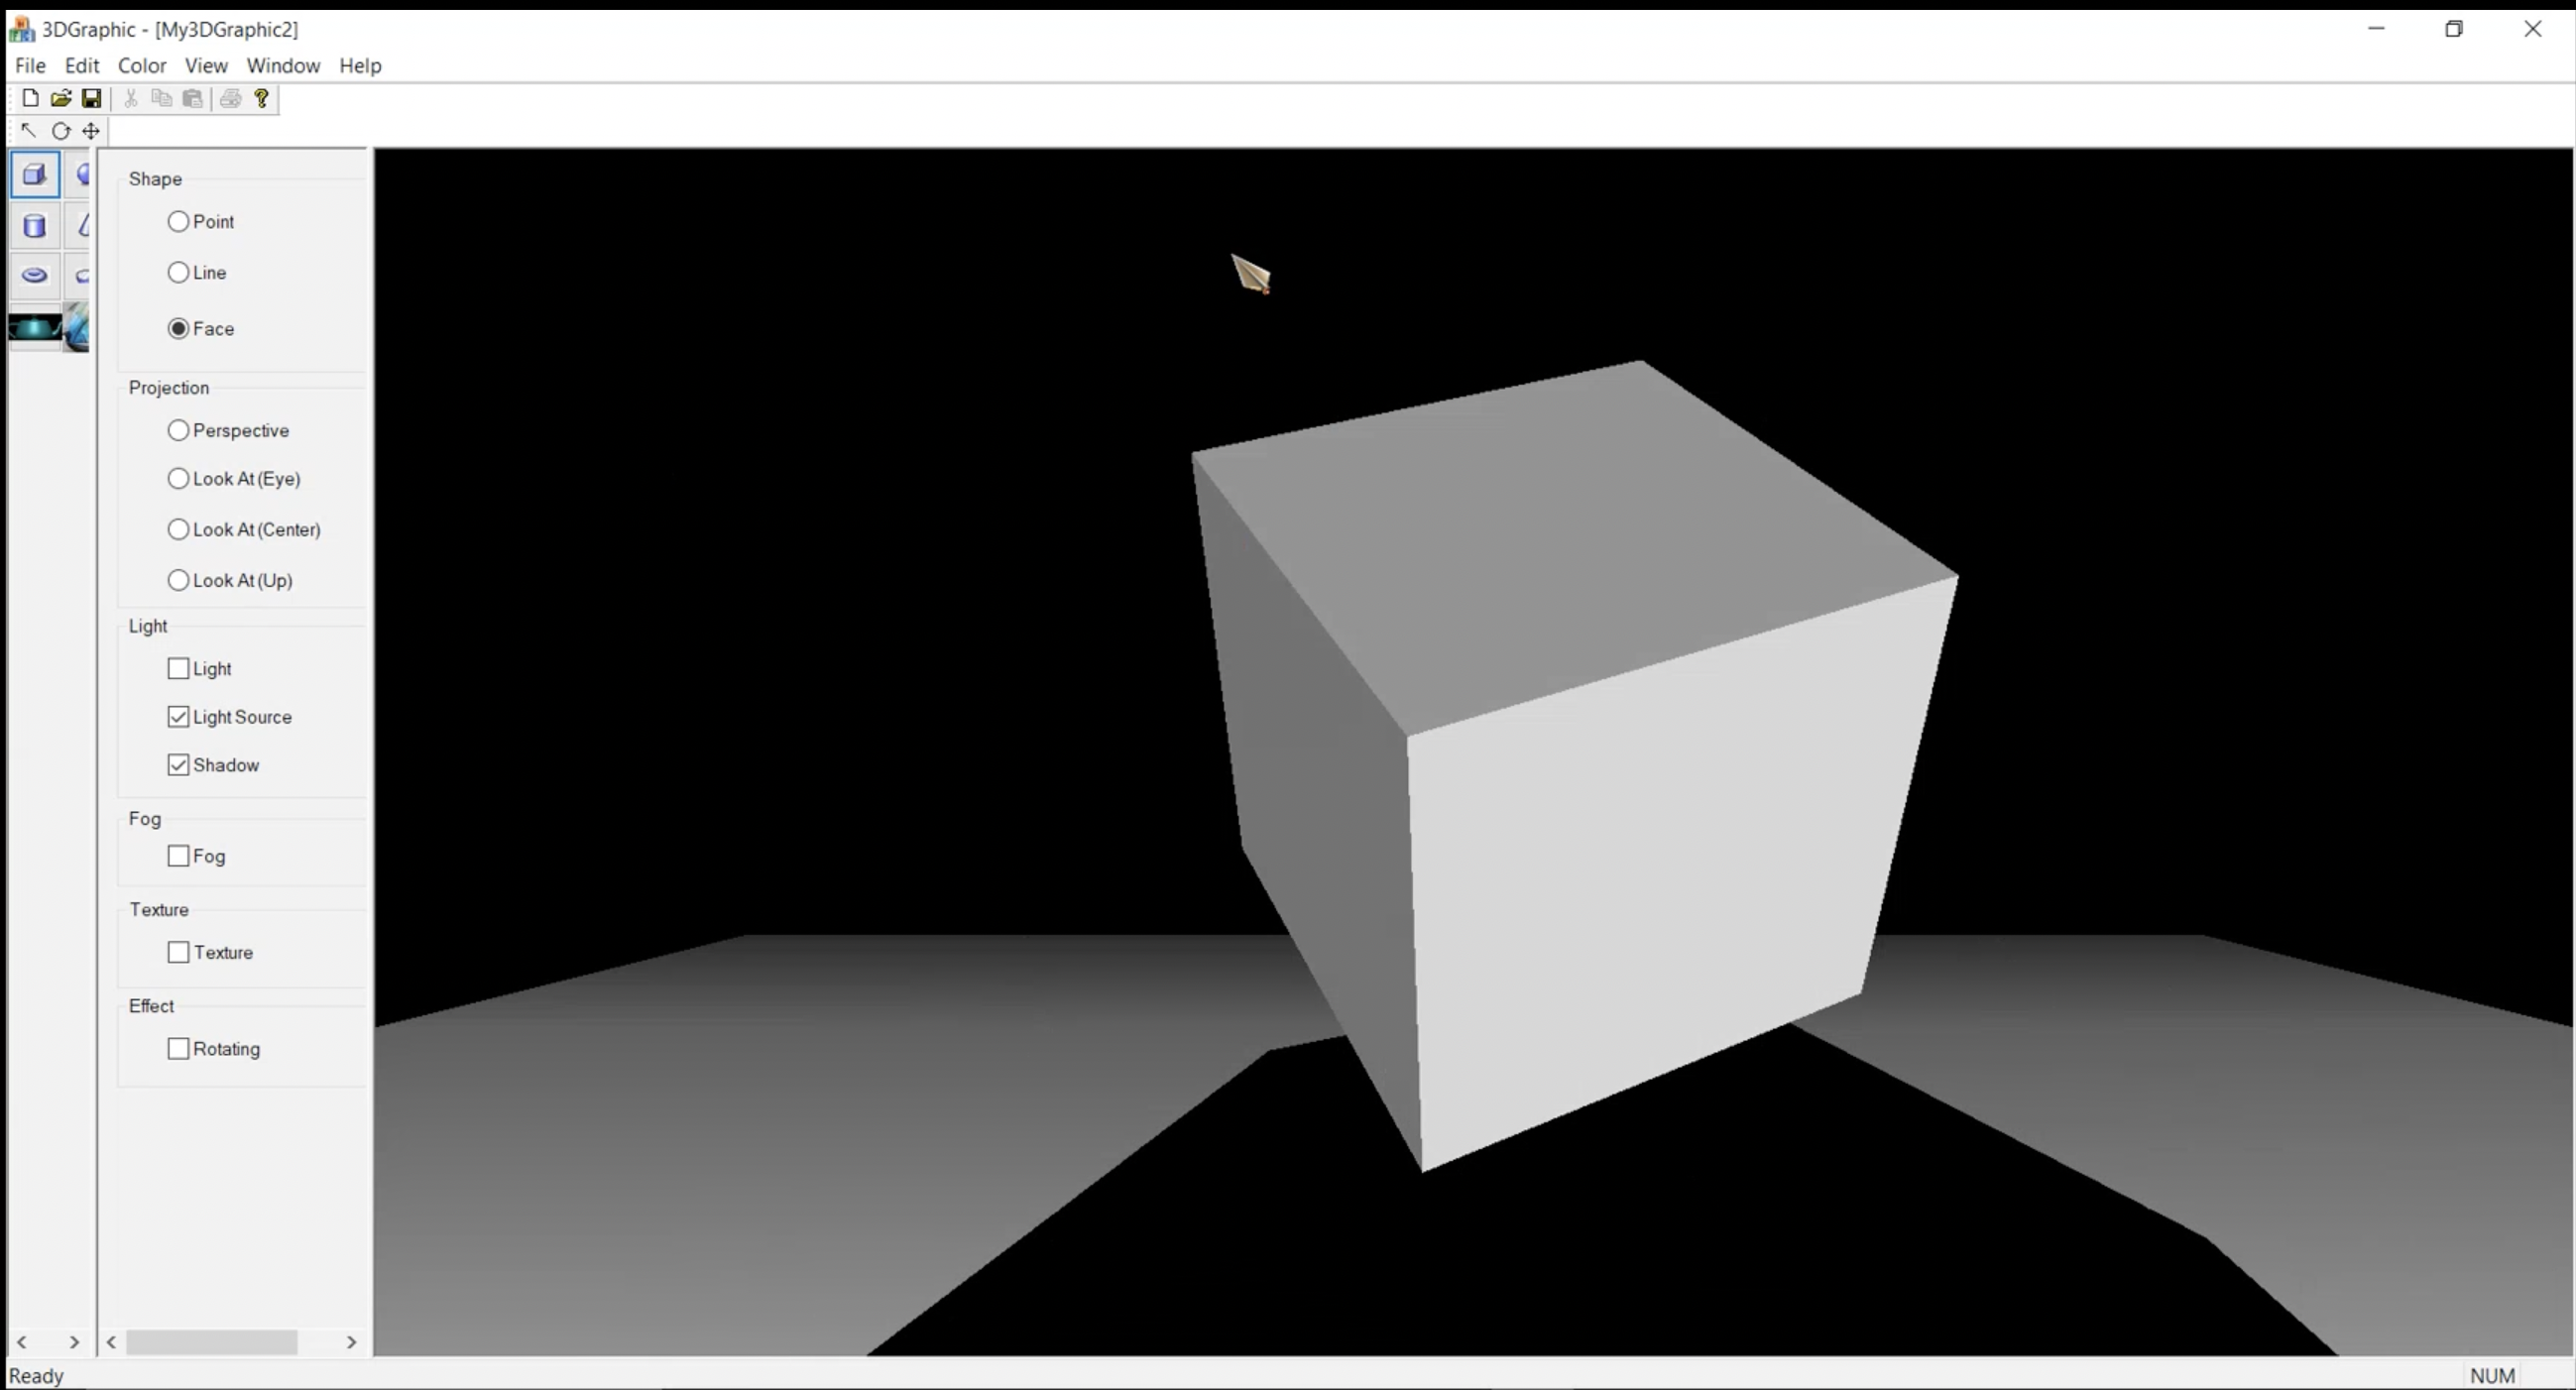 3DGraphic - [My3DGraphic2]
File Edit Color View Window Help
Shape
Point
Line
Face
Projection
Perspective
Look At (Eye)
Look At (Center)
Look At (Up)
Light
Light
Light Source
Shadow
Fog
Fog
Texture
Texture
Effect
Rotating
Ready
NUM